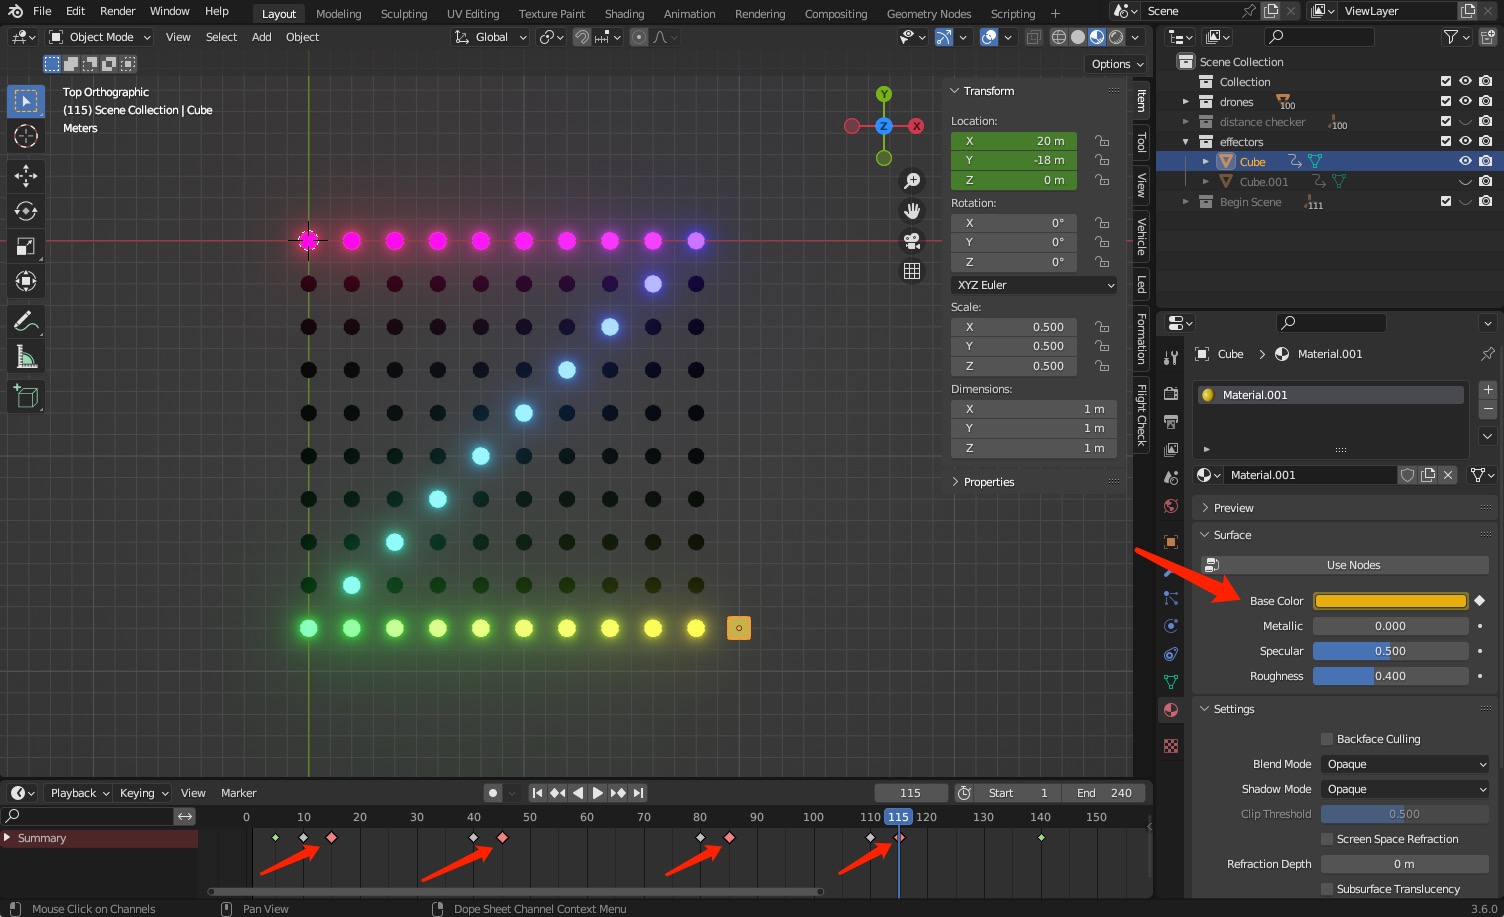 File Edit Render Window Help Layout Modeling Sculpting UV Editing Texture Paint Shading Animation Rendering Compositing Geometry Nodes Scripting + Scene ViewLayer
Object Mode View Select Add Object Global
Options
Top Orthographic
(115) Scene Collection | Cube
Meters
Y
Z
X
Transform
Location:
X 20 m
Y -18 m
Z 0 m
Rotation:
X 0°
Y 0°
Z 0°
XYZ Euler
Scale:
X 0.500
Y 0.500
Z 0.500
Dimensions:
X 1 m
Y 1 m
Z 1 m
Properties
Item
Tool
View
Vehicle
Led
Formation
Flight Check
Scene Collection
Collection
drones 100
distance checker 100
effectors
Cube
Cube.001
Begin Scene 111
Cube > Material.001
Material.001
Material.001
Preview
Surface
Use Nodes
Base Color
Metallic 0.000
Specular 0.500
Roughness 0.400
Settings
Backface Culling
Blend Mode Opaque
Shadow Mode Opaque
Clip Threshold 0.500
Screen Space Refraction
Refraction Depth 0 m
Subsurface Translucency
Playback Keying View Marker 115 Start 1 End 240
0 10 20 30 40 50 60 70 80 90 100 110 115 120 130 140 150
Summary
Mouse Click on Channels Pan View Dope Sheet Channel Context Menu 3.6.0